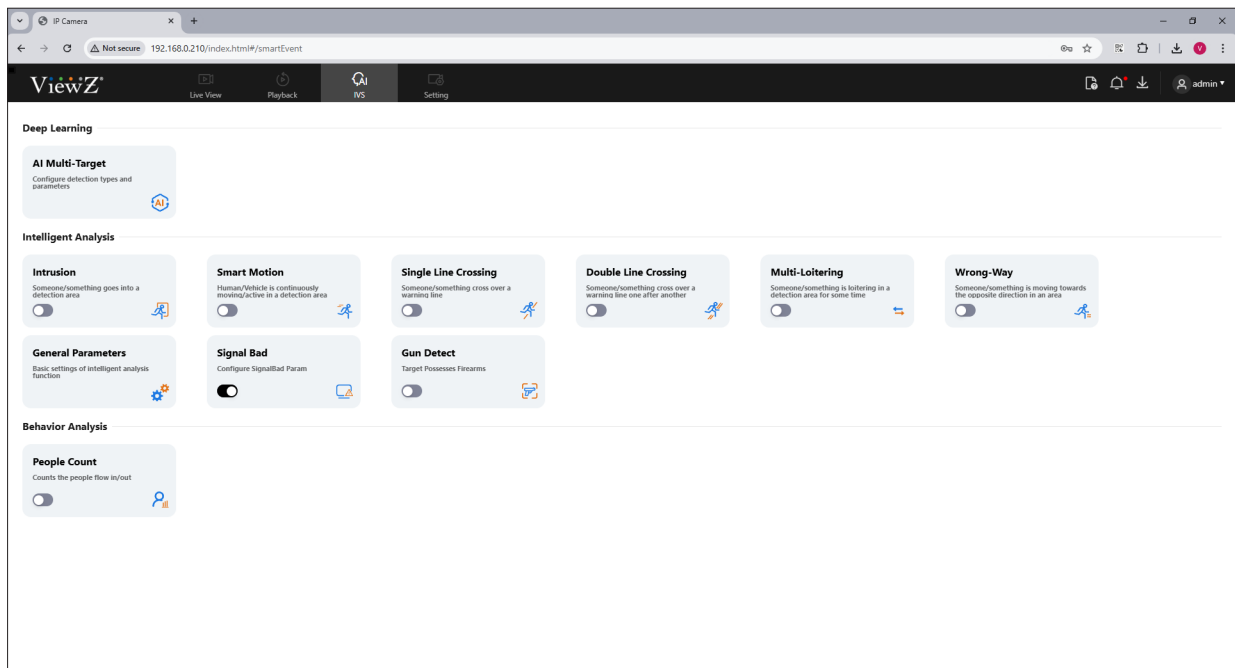 IP Camera
Not secure 192.168.0.210/index.html#/smartEvent
V
ViewZ
Live View
Playback
AI
IVS
Setting
admin
Deep Learning
AI Multi-Target
Configure detection types and
parameters
AI
Intelligent Analysis
Intrusion
Someone/something goes into a
detection area
Smart Motion
Human/Vehicle is continuously
moving/active in a detection area
Single Line Crossing
Someone/something cross over a
warning line
Double Line Crossing
Someone/something cross over a
warning line one after another
Multi-Loitering
Someone/something is loitering in a
detection area for some time
Wrong-Way
Someone/something is moving towards
the opposite direction in an area
General Parameters
Basic settings of intelligent analysis
function
Signal Bad
Configure SignalBad Param
Gun Detect
Target Possesses Firearms
Behavior Analysis
People Count
Counts the people flow in/out